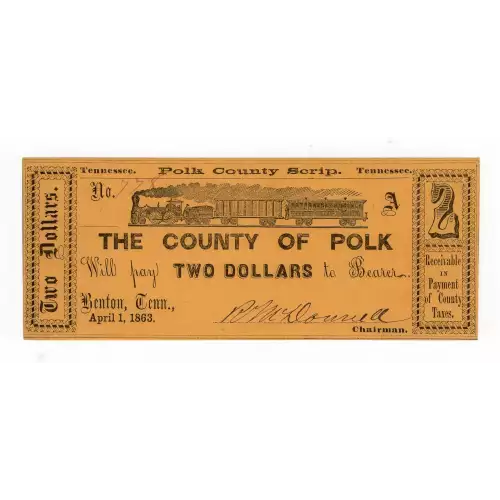 Tennessee. Polk County Scrip. Tennessee.
No.
A
THE COUNTY OF POLK
Will pay TWO DOLLARS to Bearer.
Benton, Tenn.,
April 1, 1863.
R McDonnell
Chairman.
Two Dollars.
2
Receivable
IN
Payment
of County
Taxes.